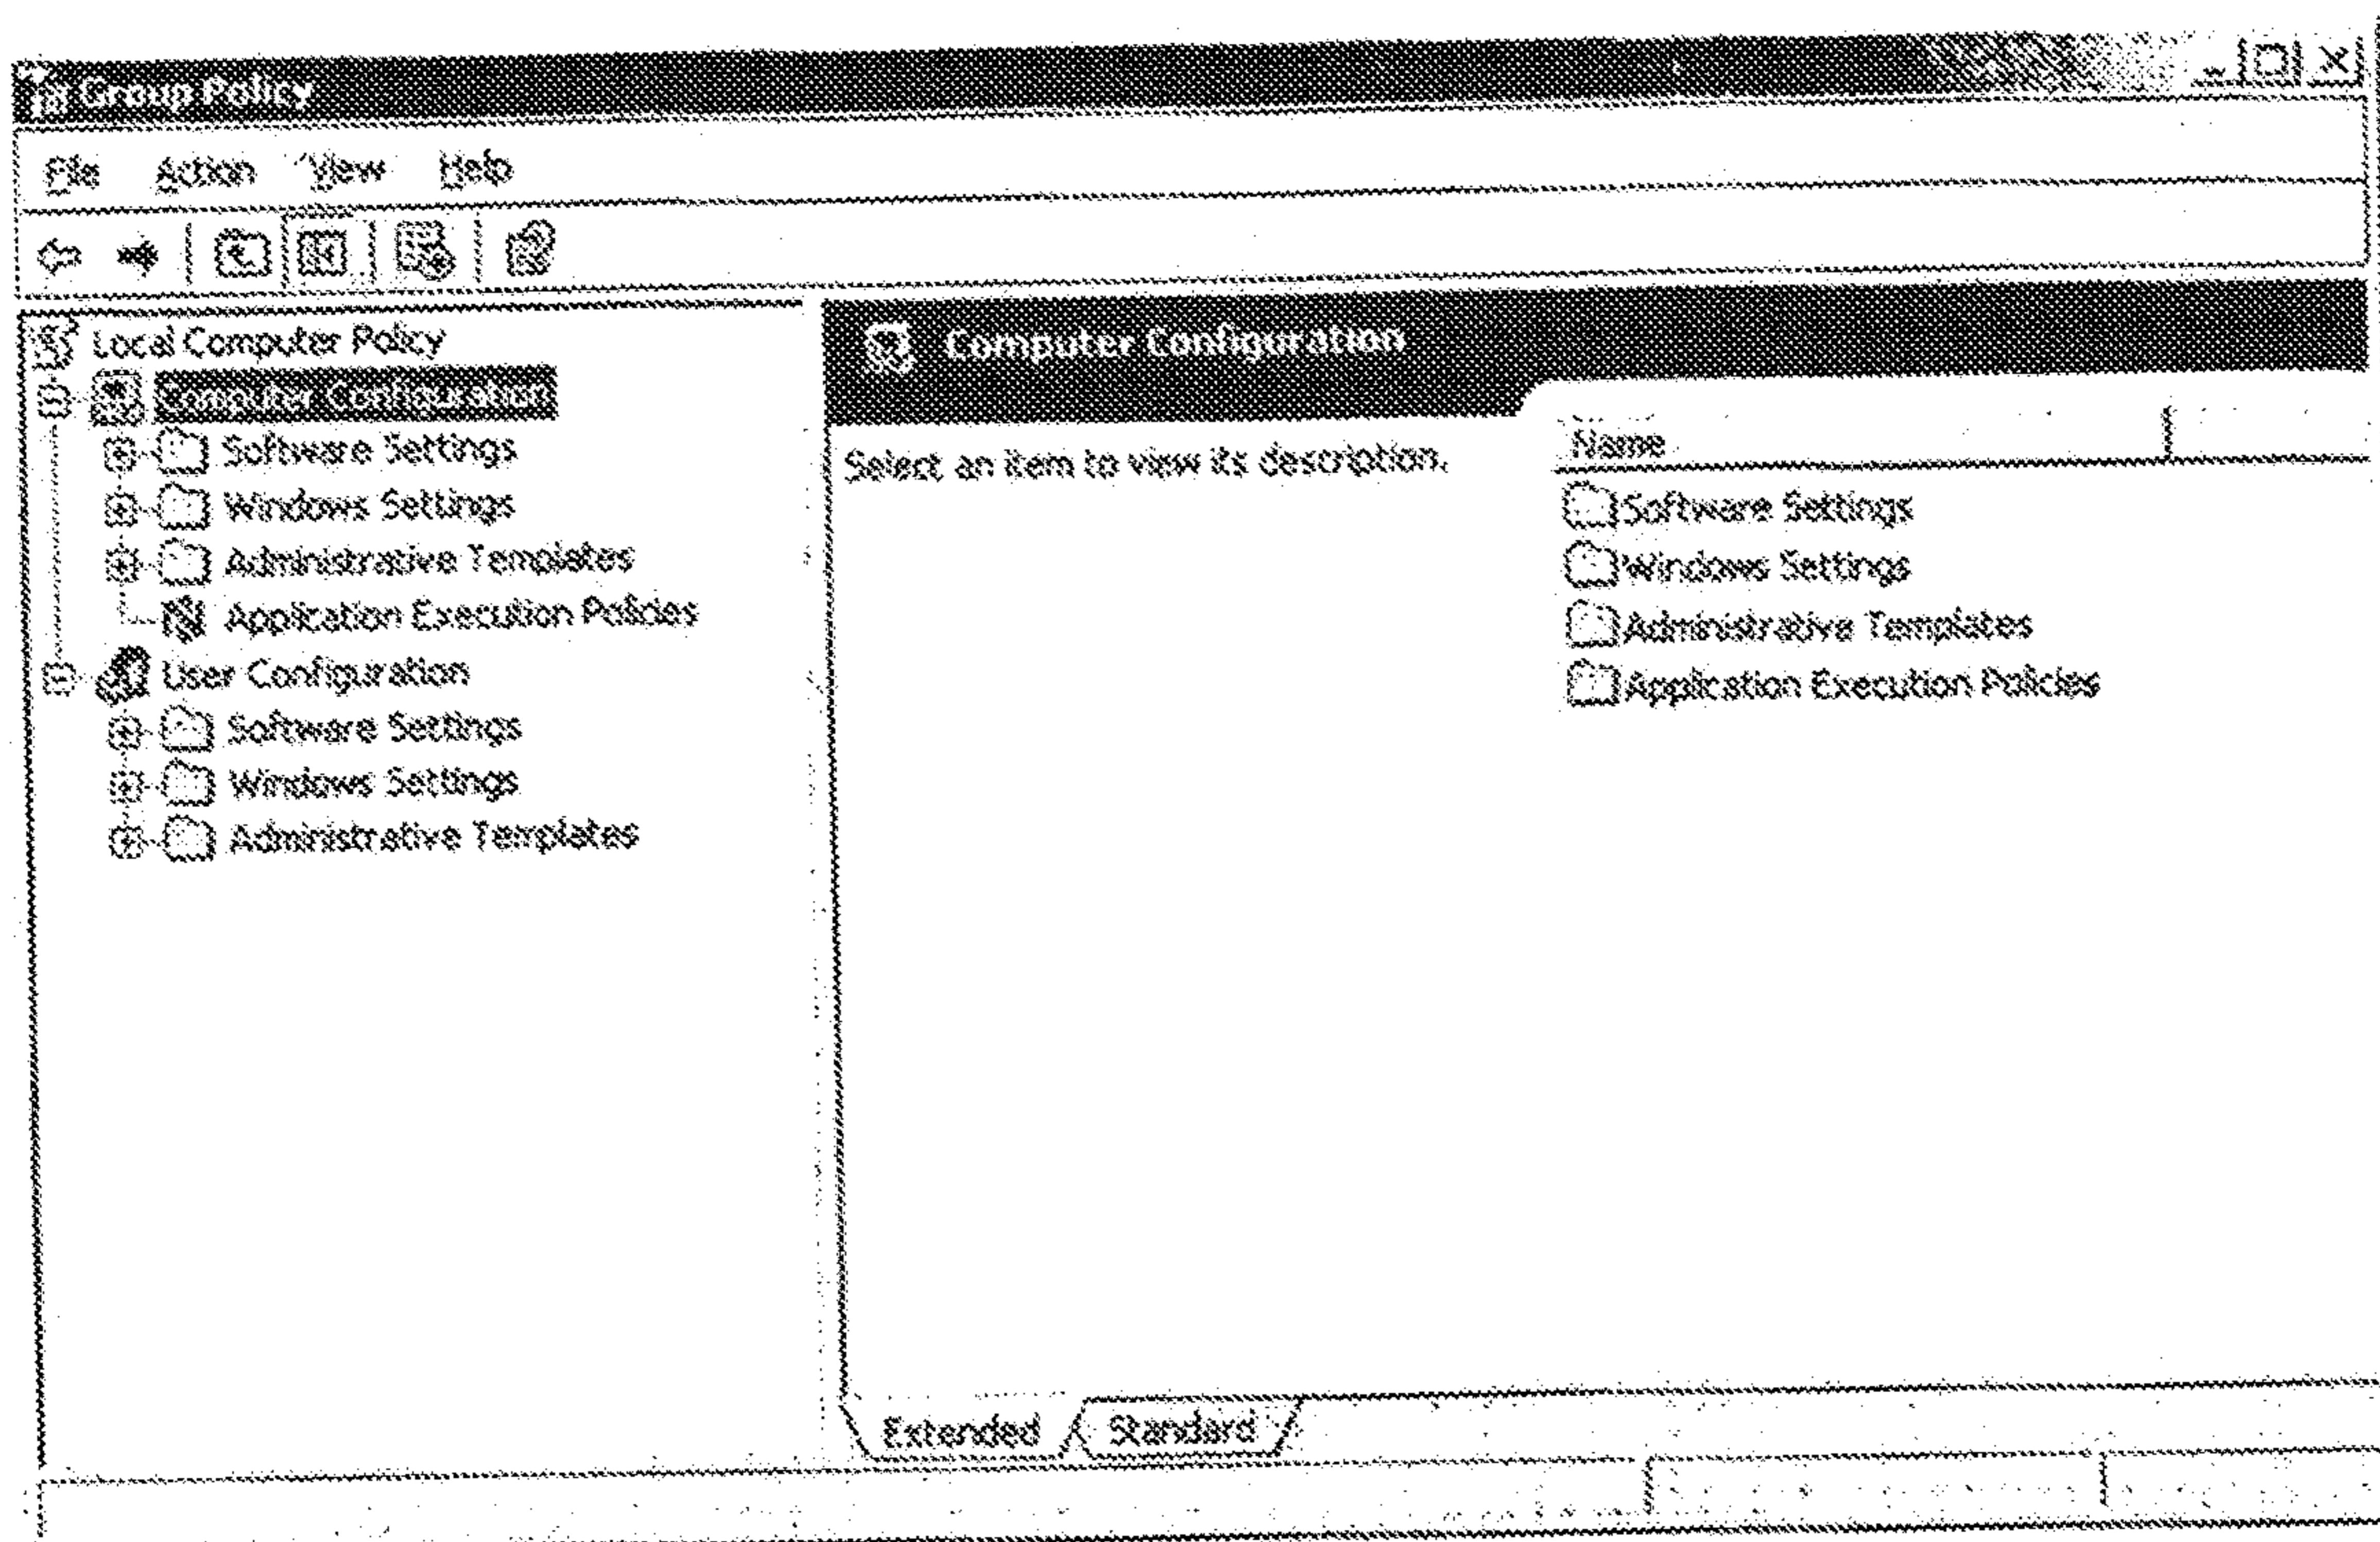 Group Policy
File Action View Help
Local Computer Policy
Computer Configuration
Software Settings
Windows Settings
Administrative Templates
Application Execution Policies
User Configuration
Software Settings
Windows Settings
Administrative Templates
Computer Configuration
Select an item to view its description.
Name
Software Settings
Windows Settings
Administrative Templates
Application Execution Policies
Extended Standard